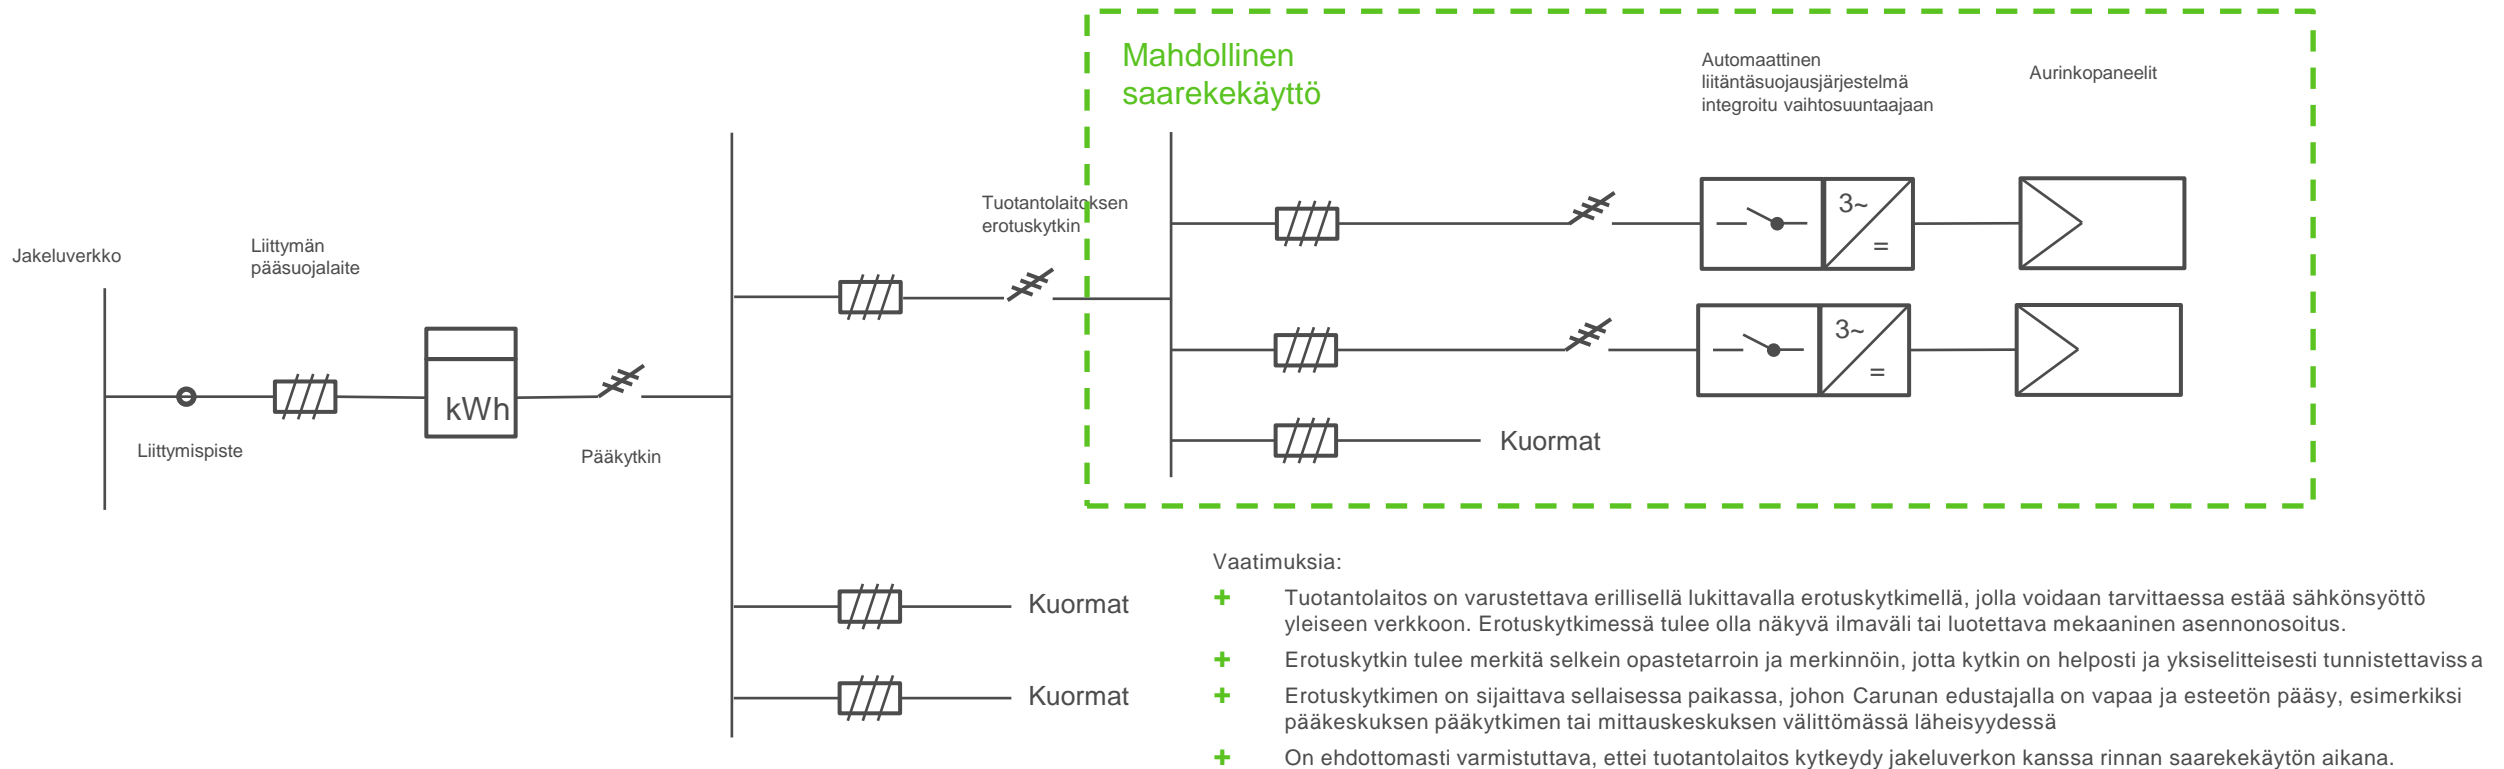 Mahdollinen
saarekekäyttö
Automaattinen
liitäntäsuojausjärjestelmä
integroitu vaihtosuuntaajaan
Aurinkopaneelit
Tuotantolaitoksen
erotuskytkin
3~
=
Jakeluverkko
Liittymän
pääsuojalaite
3~
=
kWh
Kuormat
Liittymispiste
Pääkytkin
Vaatimuksia:
Tuotantolaitos on varustettava erillisellä lukittavalla erotuskytkimellä, jolla voidaan tarvittaessa estää sähkönsyöttö
yleiseen verkkoon. Erotuskytkimessä tulee olla näkyvä ilmaväli tai luotettava mekaaninen asennonosoitus.
Erotuskytkin tulee merkitä selkein opastetarroin ja merkinnöin, jotta kytkin on helposti ja yksiselitteisesti tunnistettavissa
Erotuskytkimen on sijaittava sellaisessa paikassa, johon Carunan edustajalla on vapaa ja esteetön pääsy, esimerkiksi
pääkeskuksen pääkytkimen tai mittauskeskuksen välittömässä läheisyydessä
On ehdottomasti varmistuttava, ettei tuotantolaitos kytkeydy jakeluverkon kanssa rinnan saarekekäytön aikana.
Kuormat
Kuormat